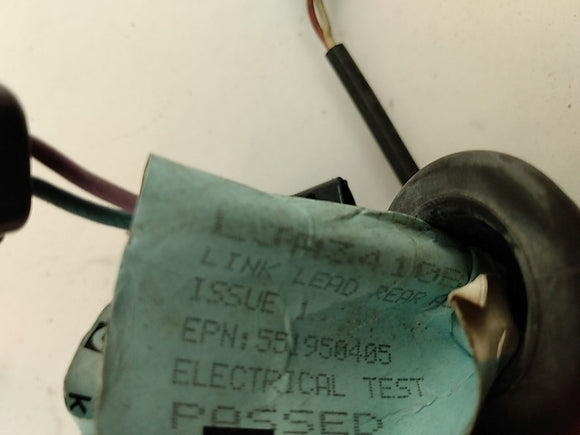 LINK LEAD REAR
ISSUE 1
EPN:551950405
ELECTRICAL TEST
PASSED
K